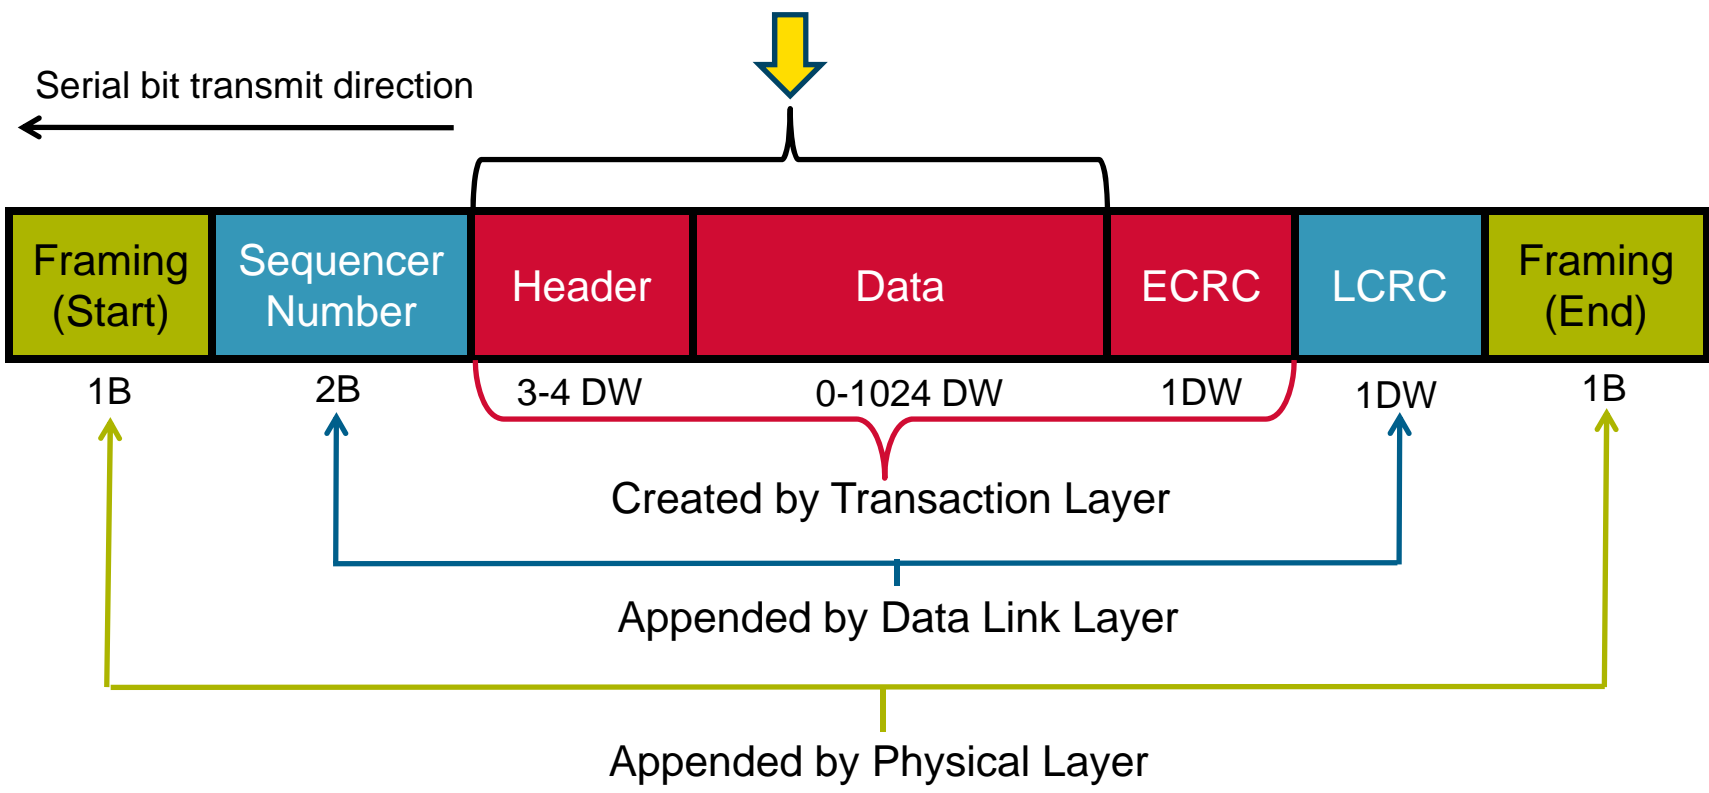 Serial bit transmit direction
Framing
(Start)
Sequencer
Number
Header
Data
ECRC
LCRC
Framing
(End)
1B
2B
3-4 DW
0-1024 DW
1DW
1DW
1B
Created by Transaction Layer
Appended by Data Link Layer
Appended by Physical Layer